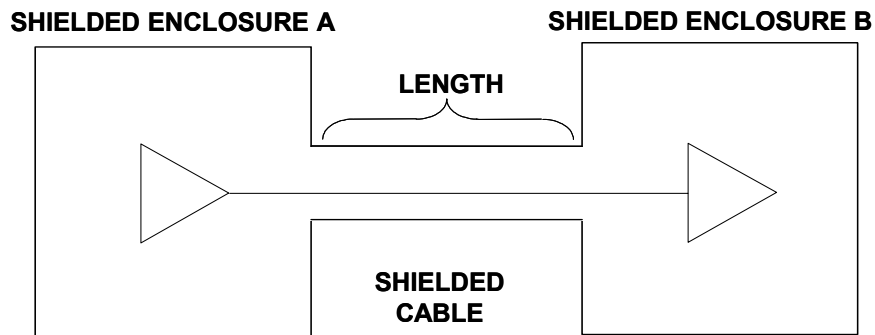 SHIELDED ENCLOSURE A
SHIELDED ENCLOSURE B
LENGTH
SHIELDED
CABLE